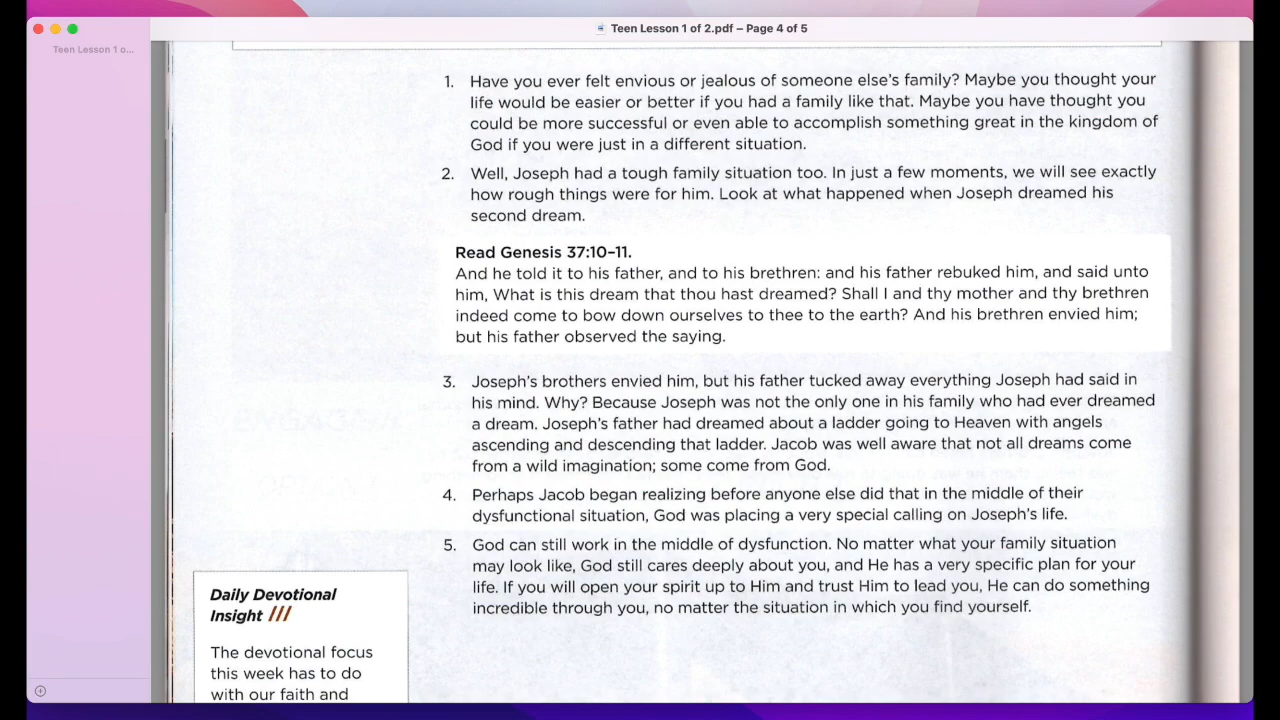 Teen Lesson 1 of 2.pdf – Page 4 of 5
Teen Lesson 1 o...
1. Have you ever felt envious or jealous of someone else's family? Maybe you thought your
life would be easier or better if you had a family like that. Maybe you have thought you
could be more successful or even able to accomplish something great in the kingdom of
God if you were just in a different situation.
2. Well, Joseph had a tough family situation too. In just a few moments, we will see exactly
how rough things were for him. Look at what happened when Joseph dreamed his
second dream.
Read Genesis 37:10–11.
And he told it to his father, and to his brethren: and his father rebuked him, and said unto
him, What is this dream that thou hast dreamed? Shall I and thy mother and thy brethren
indeed come to bow down ourselves to thee to the earth? And his brethren envied him;
but his father observed the saying.
3. Joseph's brothers envied him, but his father tucked away everything Joseph had said in
his mind. Why? Because Joseph was not the only one in his family who had ever dreamed
a dream. Joseph's father had dreamed about a ladder going to Heaven with angels
ascending and descending that ladder. Jacob was well aware that not all dreams come
from a wild imagination; some come from God.
4. Perhaps Jacob began realizing before anyone else did that in the middle of their
dysfunctional situation, God was placing a very special calling on Joseph's life.
5. God can still work in the middle of dysfunction. No matter what your family situation
may look like, God still cares deeply about you, and He has a very specific plan for your
life. If you will open your spirit up to Him and trust Him to lead you, He can do something
incredible through you, no matter the situation in which you find yourself.
Daily Devotional
Insight ///
The devotional focus
this week has to do
with our faith and